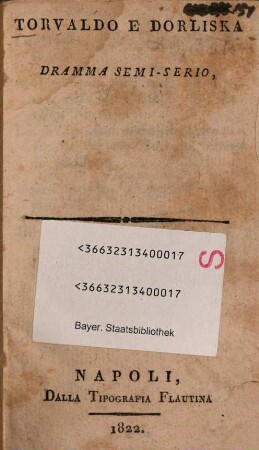 TORVALDO E DORLISKA
DRAMMA SEMI-SERIO,
<36632313400017
<36632313400017
S
Bayer. Staatsbibliothek
NAPOLI,
DALLA TIPOGRAFIA FLAUTINA
1822.